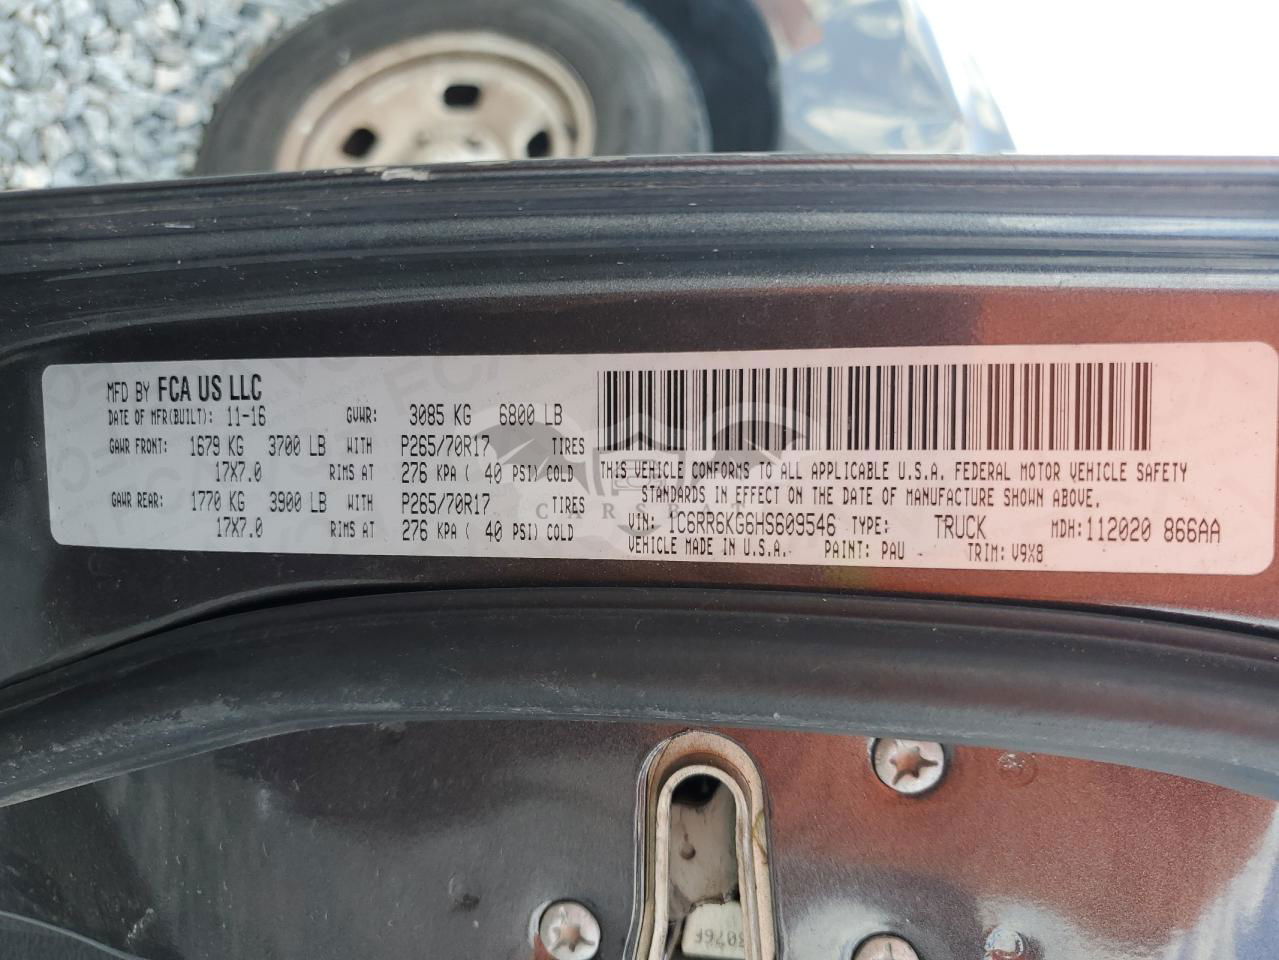 MFD BY FCA US LLC
DATE OF MFR(BUILT): 11-16 GVWR: 3085 KG 6800 LB
GAWR FRONT: 1679 KG 3700 LB WITH P265/70R17 TIRES
17X7.0 RIMS AT 276 KPA ( 40 PSI) COLD
GAWR REAR: 1770 KG 3900 LB WITH P265/70R17 TIRES
17X7.0 RIMS AT 276 KPA ( 40 PSI) COLD
THIS VEHICLE CONFORMS TO ALL APPLICABLE U.S.A. FEDERAL MOTOR VEHICLE SAFETY
STANDARDS IN EFFECT ON THE DATE OF MANUFACTURE SHOWN ABOVE.
VIN: 1C6RR6KG6HS609546 TYPE: TRUCK MDH: 112020 866AA
VEHICLE MADE IN U.S.A. PAINT: PAU TRIM: V9X8
CARSBAT
3076F